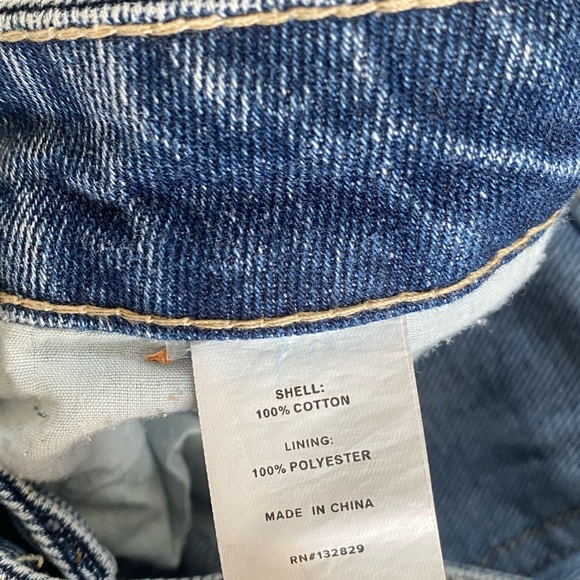 SHELL:
100% COTTON
LINING:
100% POLYESTER
MADE IN CHINA
RN#132829